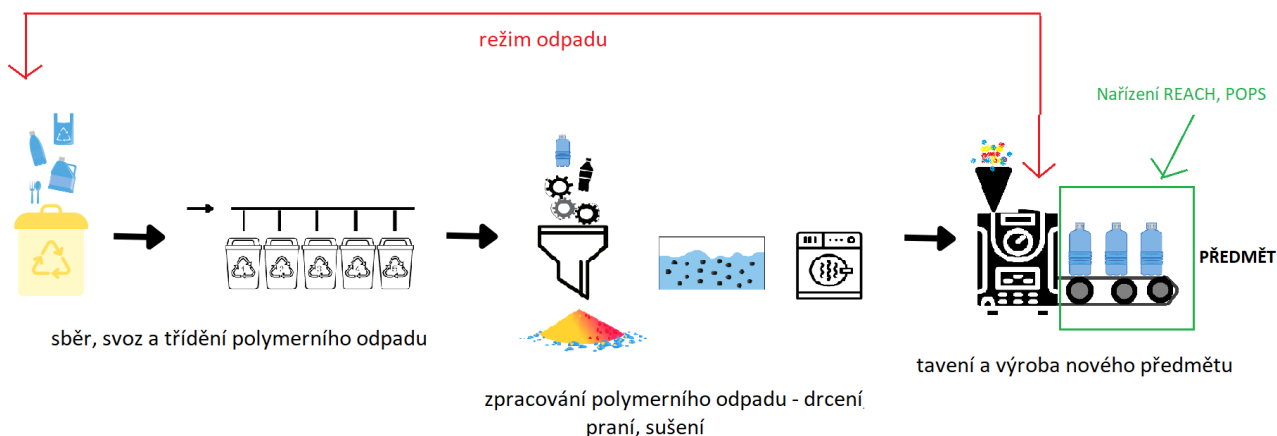 režim odpadu
Nařízení REACH, POPS
PŘEDMĚT
sběr, svoz a třídění polymerního odpadu
tavení a výroba nového předmětu
zpracování polymerního odpadu - drcení,
praní, sušení